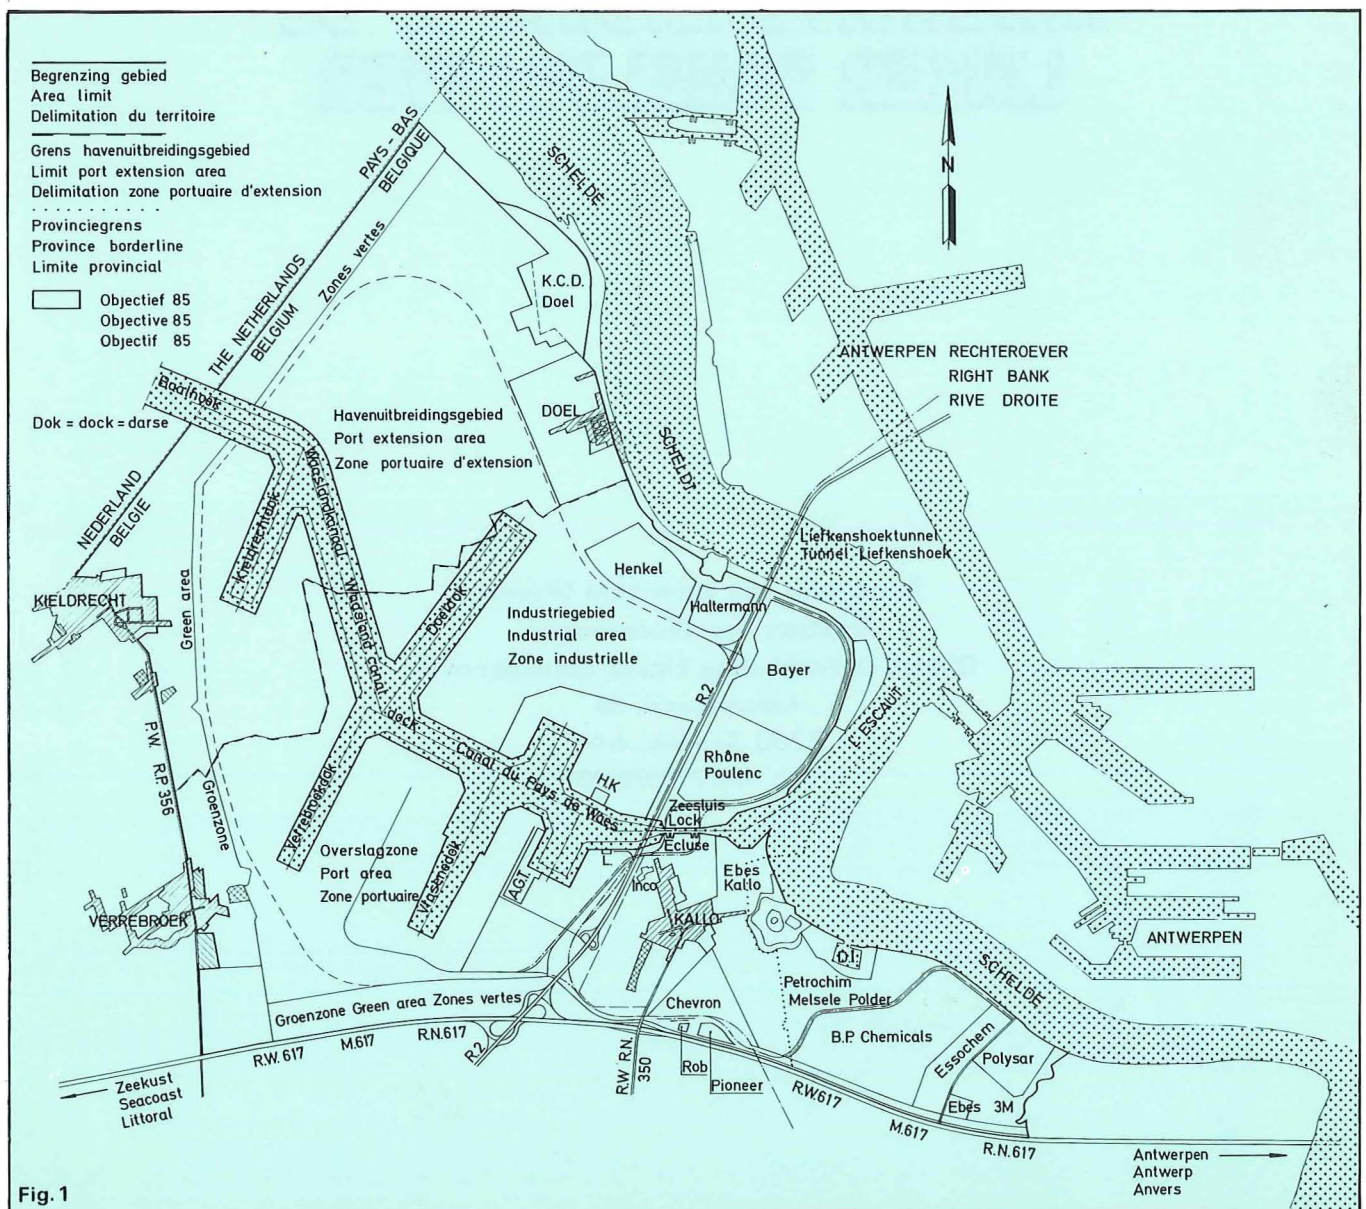 Begrenzing gebied
Area limit
Delimitation du territoire
Grens havenuitbreidingsgebied
Limit port extension area
Delimitation zone portuaire d'extension
Provinciegrens
Province borderline
Limite provincial
Objectief 85
Objective 85
Objectif 85
Dok = dock = darse
PAYS-BAS
BELGIQUE
THE NETHERLANDS
BELGIUM
Zones vertes
NEDERLAND
BELGIE
SCHELDE
N
K.C.D.
Doel
DOEL
ANTWERPEN RECHTEROEVER
RIGHT BANK
RIVE DROITE
Baalhoek
Havenuitbreidingsgebied
Port extension area
Zone portuaire d'extension
SCHELDT
Waaslandkanaal
Kieldrechtdok
Liefkenshoektunnel
Tunnel Liefkenshoek
Henkel
Haltermann
KIELDRECHT
Green area
Waasland canal
dock
Doeldok
Industriegebied
Industrial area
Zone industrielle
Bayer
R.2
L'ESCAUT
P.W. R.P. 356
Canal du Pays de Waes
Rhône
Poulenc
H.K
Zeesluis
Lock
Ecluse
Groenzone
Verrebroekdok
Overslagzone
Port area
Zone portuaire
Vrasenedok
A.G.T.
L.
Inco
Ebes
Kallo
KALLO
VERREBROEK
D.I
ANTWERPEN
SCHELDE
Petrochim
Melsele Polder
Groenzone Green area Zones vertes
Chevron
B.P. Chemicals
Essochem
Polysar
R.W. 617
M.617
R.N.617
R.2
R.W R.N.
350
Rob
Pioneer
R.W.617
Ebes 3M
M.617
R.N.617
Zeekust
Seacoast
Littoral
Antwerpen
Antwerp
Anvers
Fig. 1